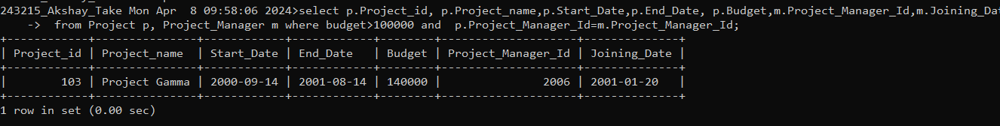 243215_Akshay_Take Mon Apr  8 09:58:06 2024>select p.Project_id, p.Project_name,p.Start_Date,p.End_Date, p.Budget,m.Project_Manager_Id,m.Joining_Dat
    ->  from Project p, Project_Manager m where budget>100000 and  p.Project_Manager_Id=m.Project_Manager_Id;
+------------+---------------+------------+------------+--------+--------------------+--------------+
| Project_id | Project_name  | Start_Date | End_Date   | Budget | Project_Manager_Id | Joining_Date |
+------------+---------------+------------+------------+--------+--------------------+--------------+
|        103 | Project Gamma | 2000-09-14 | 2001-08-14 | 140000 |               2006 | 2001-01-20   |
+------------+---------------+------------+------------+--------+--------------------+--------------+
1 row in set (0.00 sec)